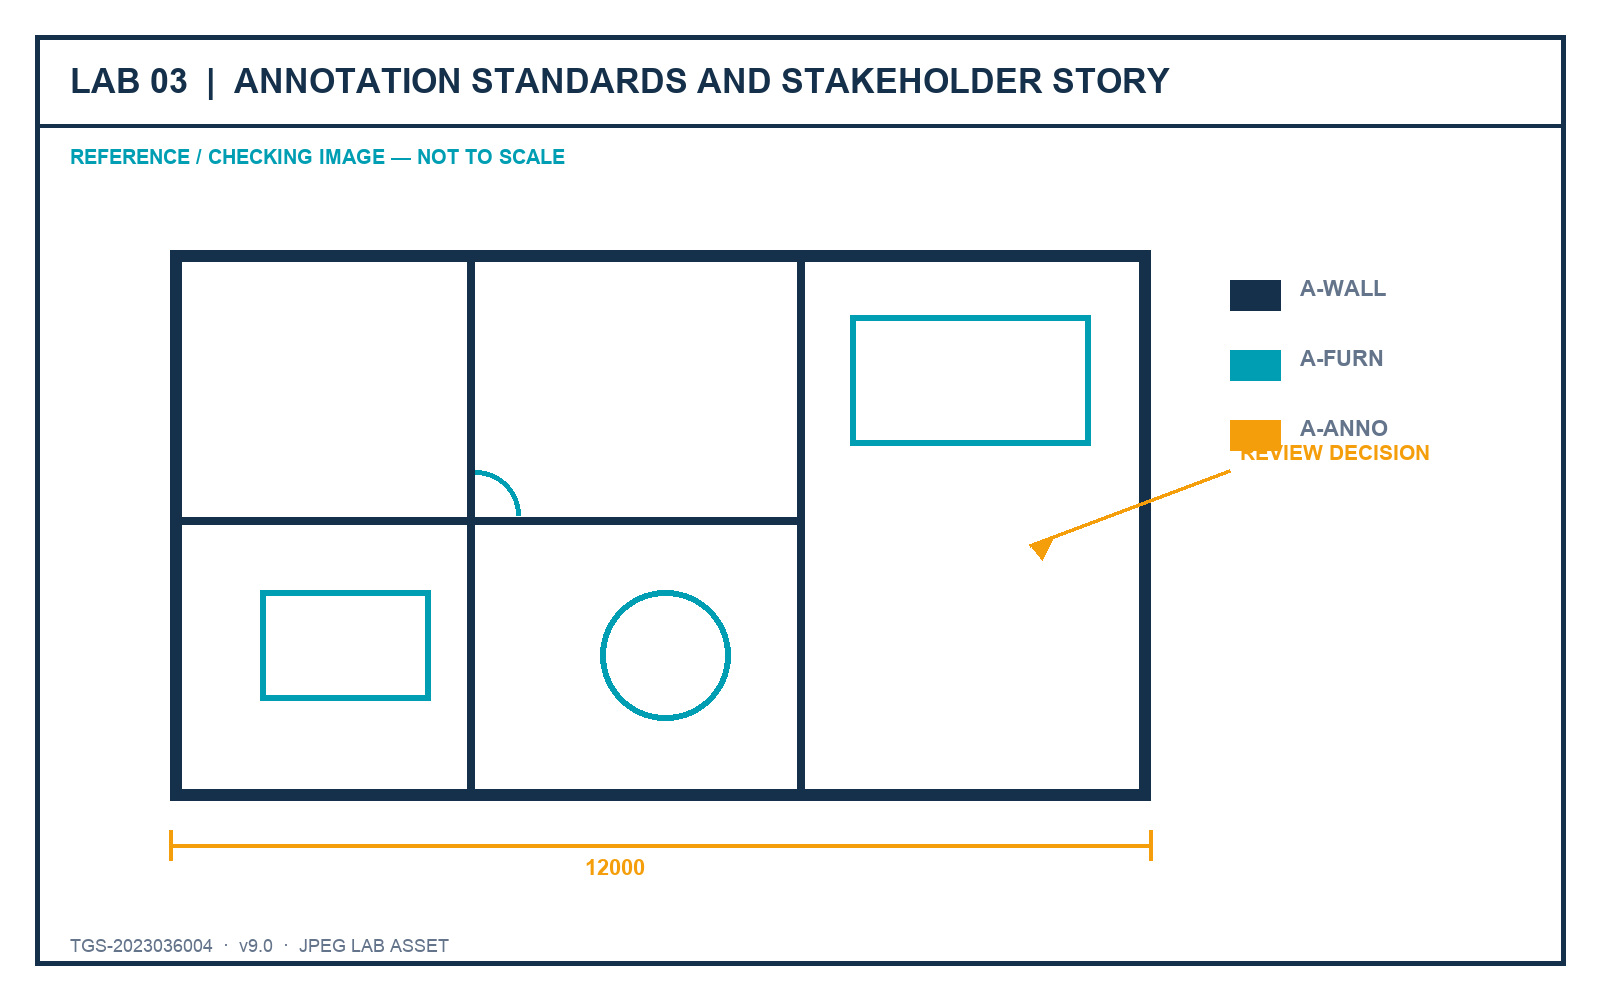 LAB 03 | ANNOTATION STANDARDS AND STAKEHOLDER STORY
REFERENCE / CHECKING IMAGE — NOT TO SCALE
A-WALL
A-FURN
A-ANNO
REVIEW DECISION
12000
TGS-2023036004 · v9.0 · JPEG LAB ASSET